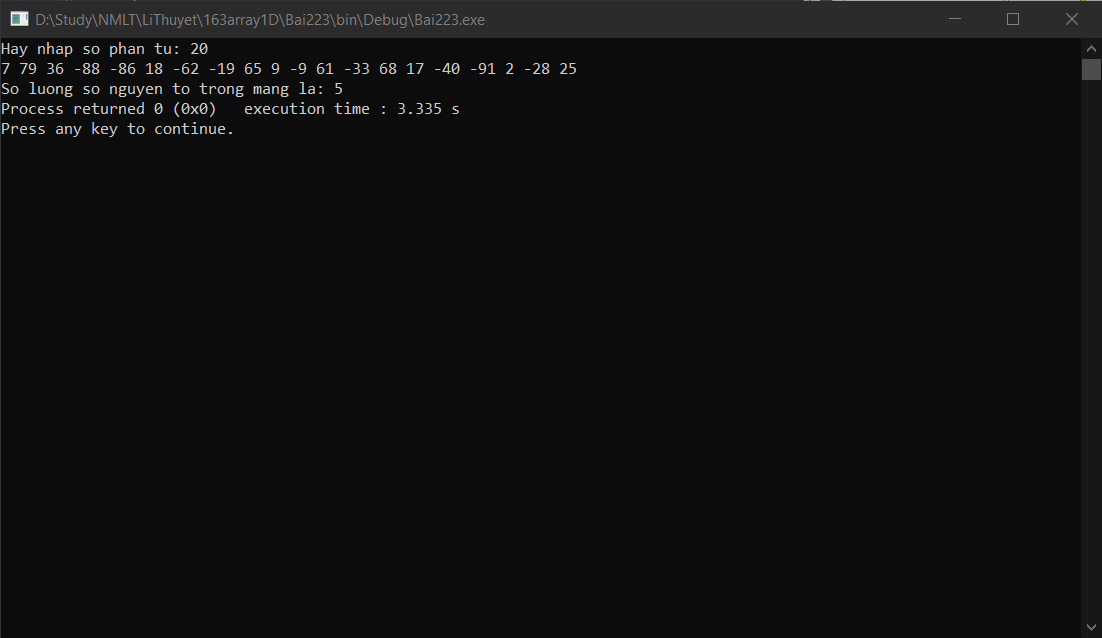 D:\Study\NMLT\LiThuyet\163array1D\Bai223\bin\Debug\Bai223.exe
Hay nhap so phan tu: 20
7 79 36 -88 -86 18 -62 -19 65 9 -9 61 -33 68 17 -40 -91 2 -28 25
So luong so nguyen to trong mang la: 5
Process returned 0 (0x0)   execution time : 3.335 s
Press any key to continue.